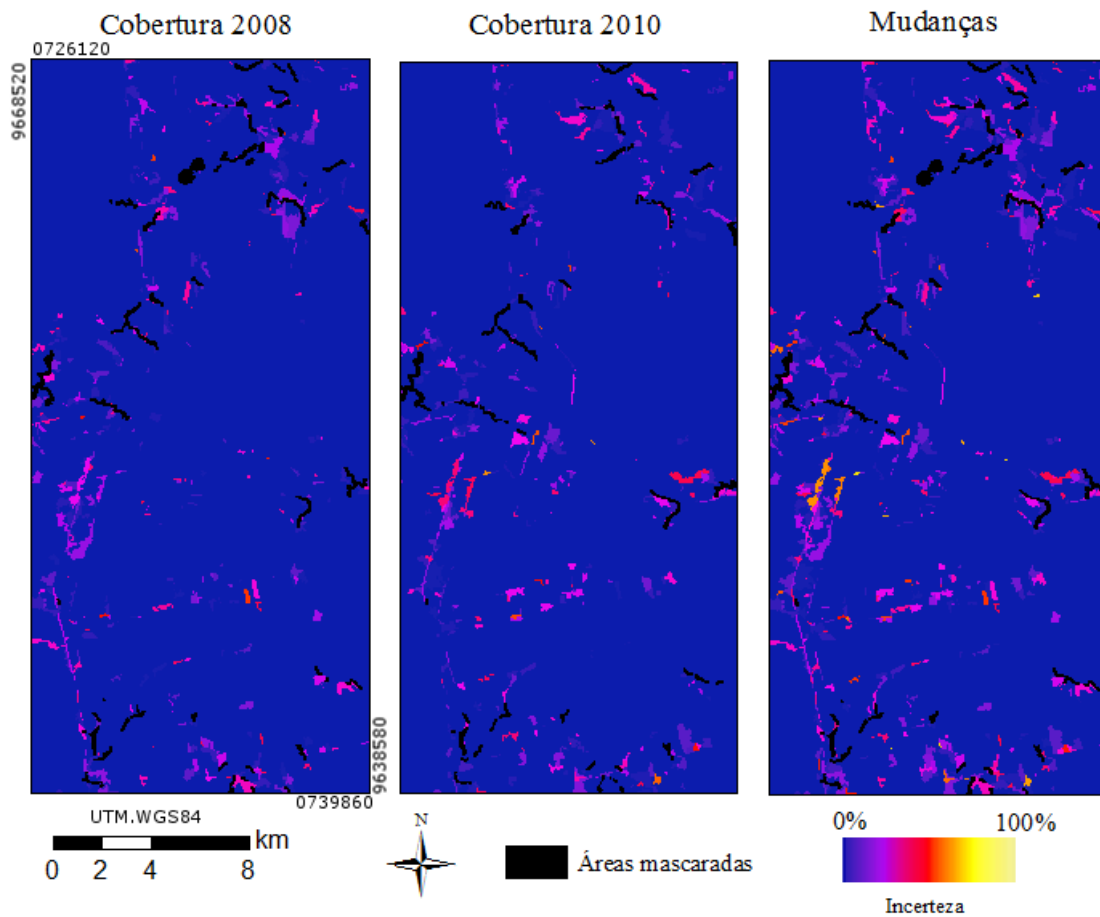 Cobertura 2008
Cobertura 2010
Mudanças
0726120
9668520
9638580
0739860
UTM.WGS84
km
0 2 4 8
N
Áreas mascaradas
0% 100%
Incerteza